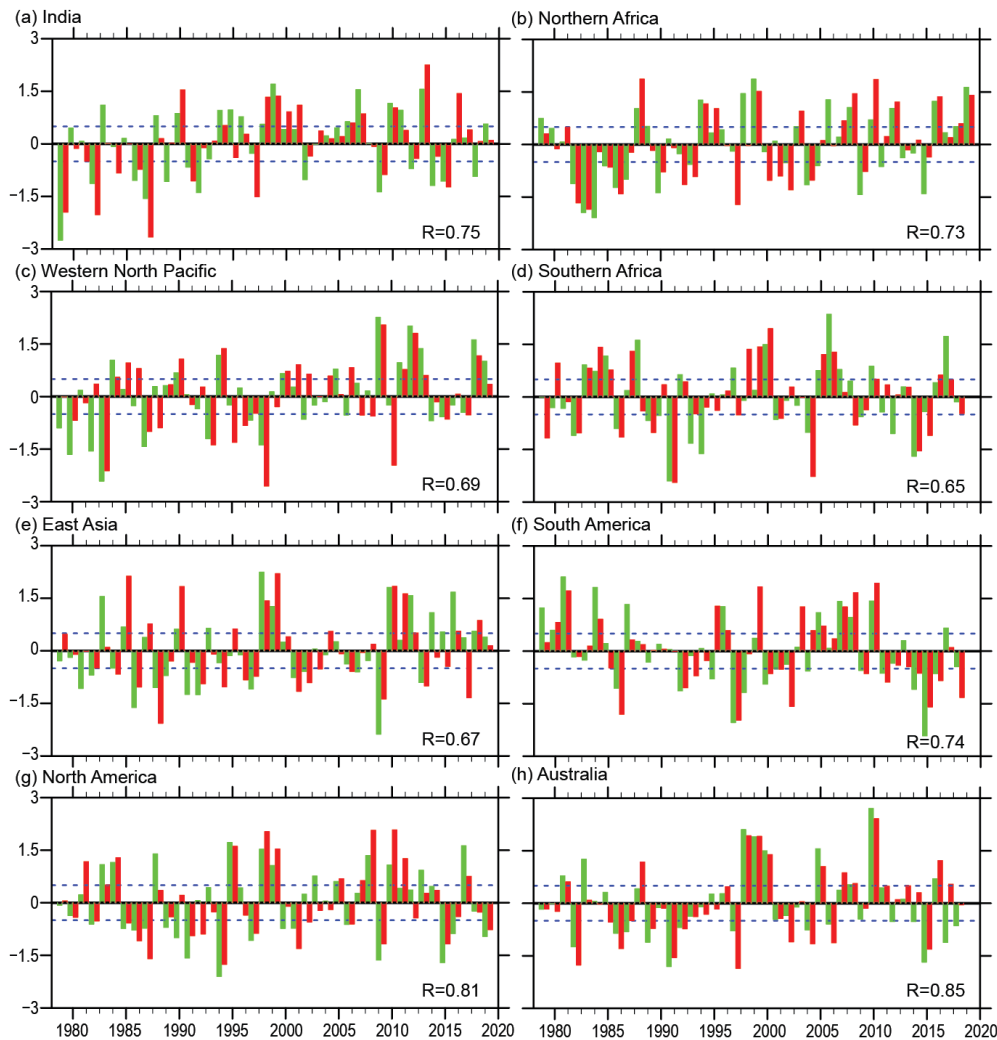 (a) India
(b) Northern Africa
3
1.5
0
−1.5
−3
R=0.75
R=0.73
(c) Western North Pacific
(d) Southern Africa
3
1.5
0
−1.5
−3
R=0.69
R=0.65
(e) East Asia
(f) South America
3
1.5
0
−1.5
−3
R=0.67
R=0.74
(g) North America
(h) Australia
3
1.5
0
−1.5
−3
R=0.81
R=0.85
1980 1985 1990 1995 2000 2005 2010 2015 2020
1980 1985 1990 1995 2000 2005 2010 2015 2020